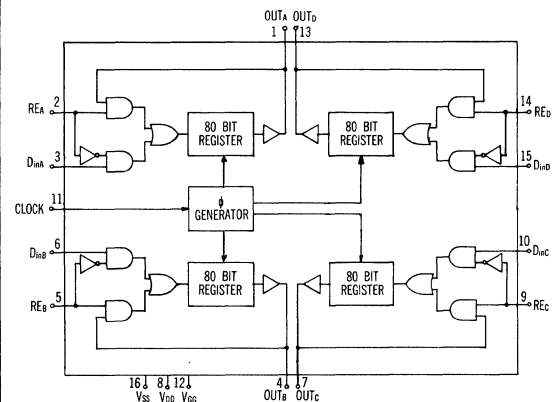 OUTA OUTD
1 13
REA 2
14 RED
80 BIT REGISTER
80 BIT REGISTER
DinA 3
15 DinD
CLOCK 11
ϕ GENERATOR
DinB 6
10 DinC
80 BIT REGISTER
80 BIT REGISTER
REB 5
9 REC
16 8 12
VSS VDD VGG
4 7
OUTB OUTC